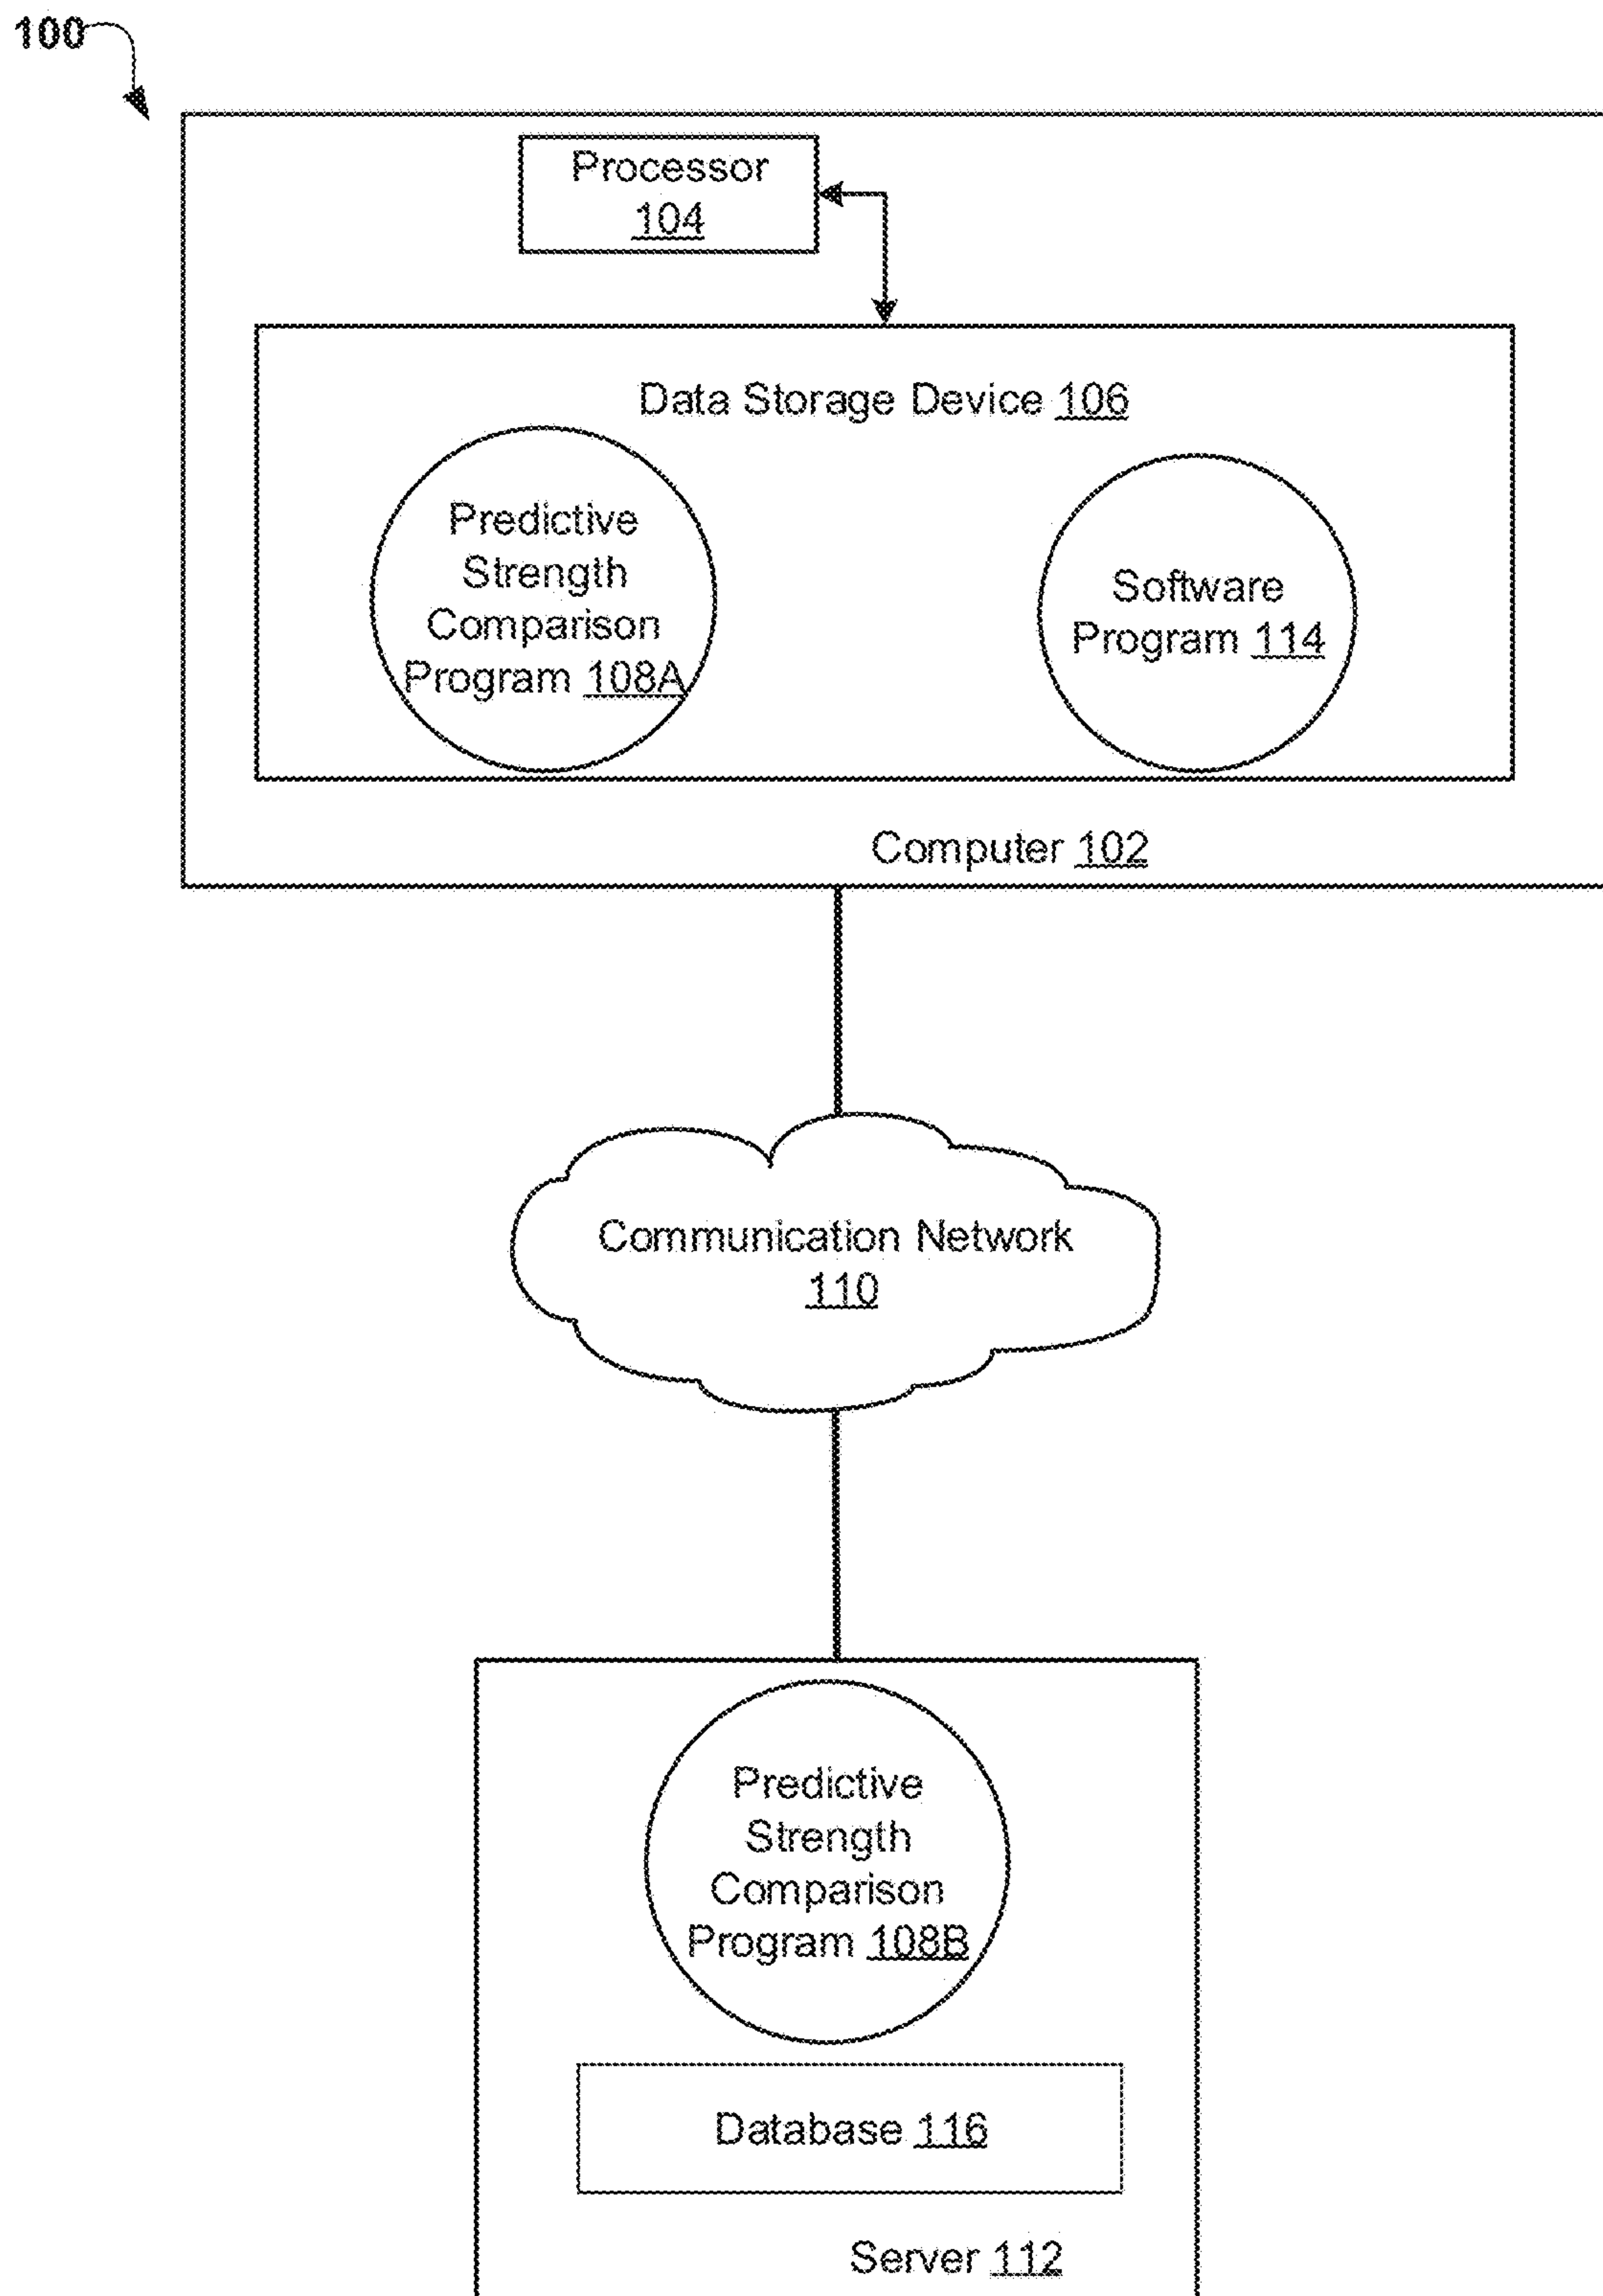 100
Processor
104
Data Storage Device 106
Predictive
Strength
Comparison
Program 108A
Software
Program 114
Computer 102
Communication Network
110
Predictive
Strength
Comparison
Program 108B
Database 116
Server 112